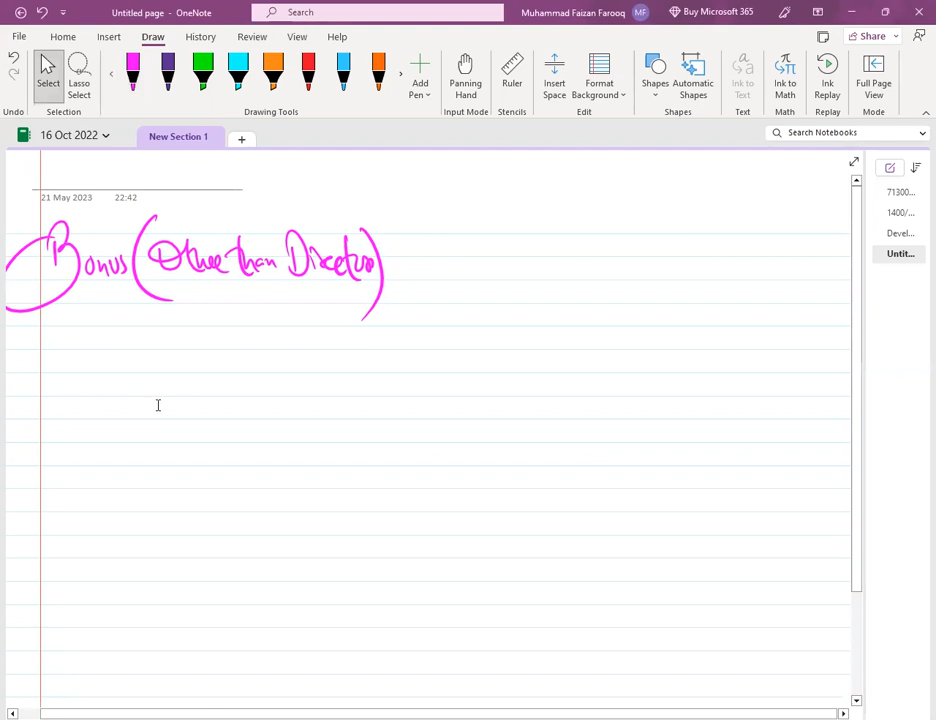 Untitled page - OneNote
Search
Muhammad Faizan Farooq
MF
Buy Microsoft 365
File
Home
Insert
Draw
History
Review
View
Help
Share
Undo
Select
Lasso Select
Selection
Drawing Tools
Add Pen
Panning Hand
Input Mode
Ruler
Stencils
Insert Space
Format Background
Edit
Shapes
Automatic Shapes
Shapes
Ink to Text
Text
Ink to Math
Math
Ink Replay
Replay
Full Page View
Mode
16 Oct 2022
New Section 1
+
Search Notebooks
21 May 2023 22:42
Bonus (Other than Director)
71300...
1400/...
Devel...
Untit...